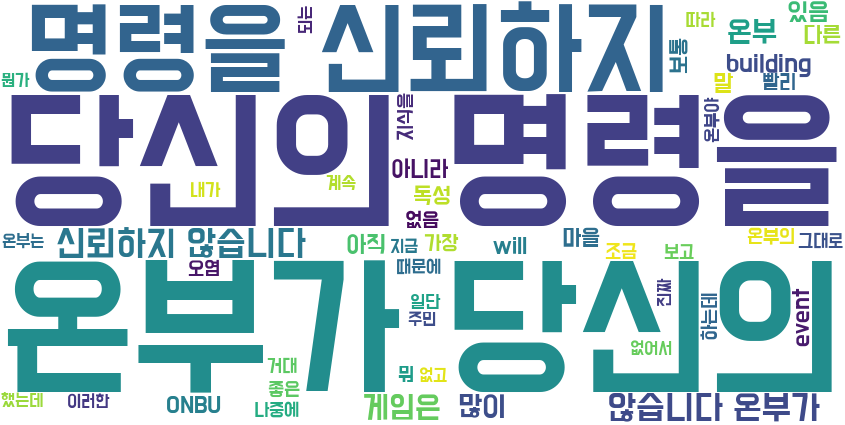 명령을 신뢰하지
되는
보통
따라
온부
있음
다른
building
뭔가
말
빨리
당신의 명령을
지식을
온부야
아니라
내가
계속
독성
없음
온부는
신뢰하지 않습니다
오염
아직
지금
가장
will
마을
조금
보고
온부의
그대로
때문에
온부가 당신의
일단
주민
진짜
하는데
event
없어서
거대
좋은
뭐
없고
했는데
이러한
ONBU
나중에
게임은
많이
않습니다 온부가